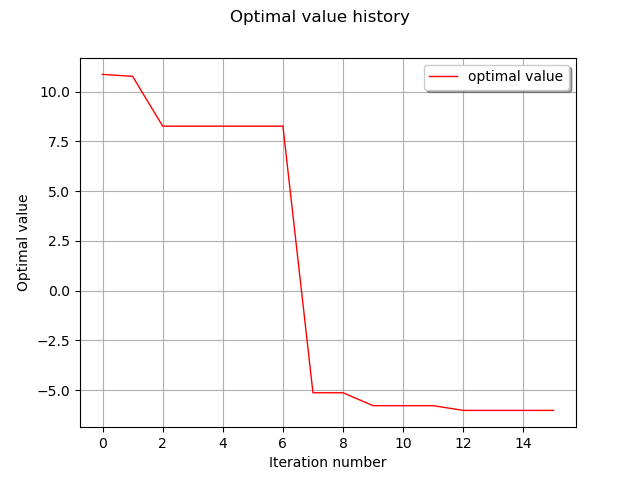 Optimal value history
optimal value
Optimal value
10.0
7.5
5.0
2.5
0.0
−2.5
−5.0
0 2 4 6 8 10 12 14
Iteration number